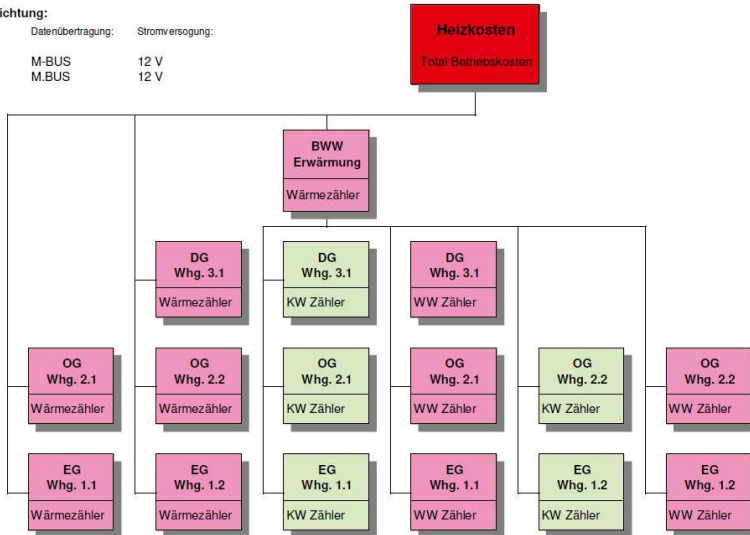 ichtung:
Datenübertragung: Stromversogung:
M-BUS 12 V
M.BUS 12 V
Heizkosten
Total Betriebskosten
BWW
Erwärmung
Wärmezähler
DG
Whg. 3.1
Wärmezähler
DG
Whg. 3.1
KW Zähler
DG
Whg. 3.1
WW Zähler
OG
Whg. 2.1
Wärmezähler
OG
Whg. 2.2
Wärmezähler
OG
Whg. 2.1
KW Zähler
OG
Whg. 2.1
WW Zähler
OG
Whg. 2.2
KW Zähler
OG
Whg. 2.2
WW Zähler
EG
Whg. 1.1
Wärmezähler
EG
Whg. 1.2
Wärmezähler
EG
Whg. 1.1
KW Zähler
EG
Whg. 1.1
WW Zähler
EG
Whg. 1.2
KW Zähler
EG
Whg. 1.2
WW Zähler